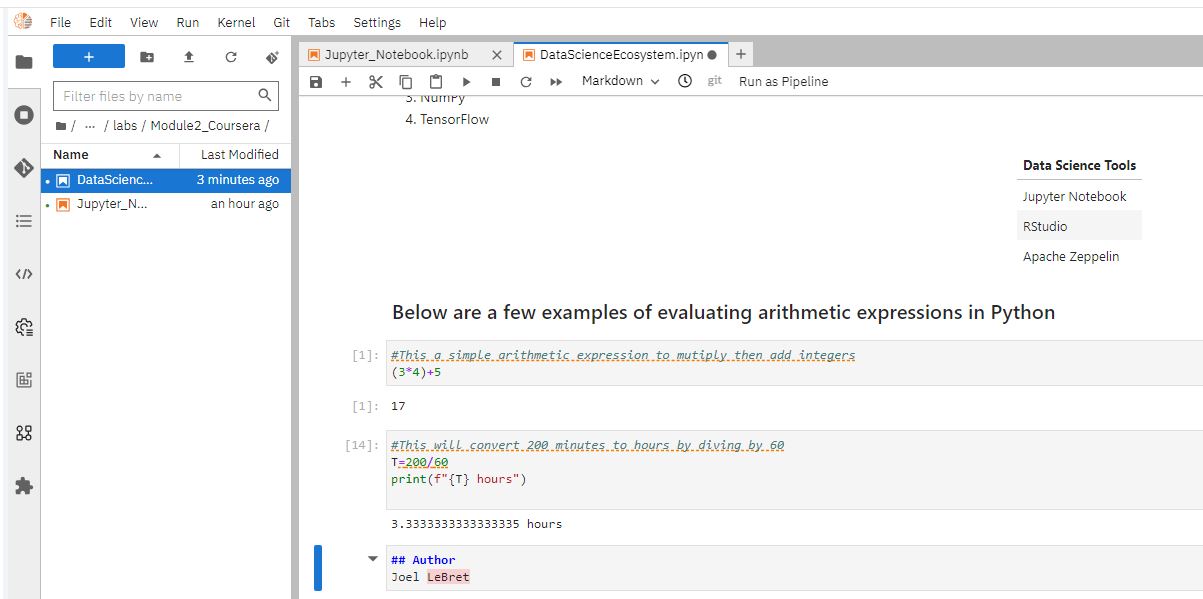 File Edit View Run Kernel Git Tabs Settings Help
Jupyter_Notebook.ipynb
DataScienceEcosystem.ipyn
Markdown
git
Run as Pipeline
Filter files by name
/ ... / labs / Module2_Coursera /
Name
Last Modified
DataScienc...
3 minutes ago
Jupyter_N...
an hour ago
3. NumPy
4. TensorFlow
Data Science Tools
Jupyter Notebook
RStudio
Apache Zeppelin
Below are a few examples of evaluating arithmetic expressions in Python
[1]: #This a simple arithmetic expression to mutiply then add integers
(3*4)+5
[1]: 17
[14]: #This will convert 200 minutes to hours by diving by 60
T=200/60
print(f"{T} hours")
3.3333333333333335 hours
## Author
Joel LeBret